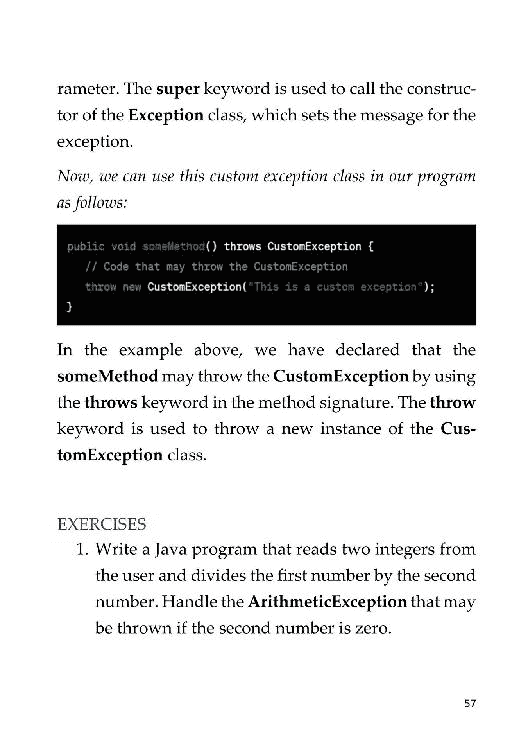 rameter. The super keyword is used to call the construc-
tor of the Exception class, which sets the message for the
exception.
Now, we can use this custom exception class in our program
as follows:
public void someMethod() throws CustomException {
// Code that may throw the CustomException
throw new CustomException("This is a custom exception");
}
In the example above, we have declared that the
someMethod may throw the CustomException by using
the throws keyword in the method signature. The throw
keyword is used to throw a new instance of the Cus-
tomException class.
EXERCISES
1. Write a Java program that reads two integers from
the user and divides the first number by the second
number. Handle the ArithmeticException that may
be thrown if the second number is zero.
57